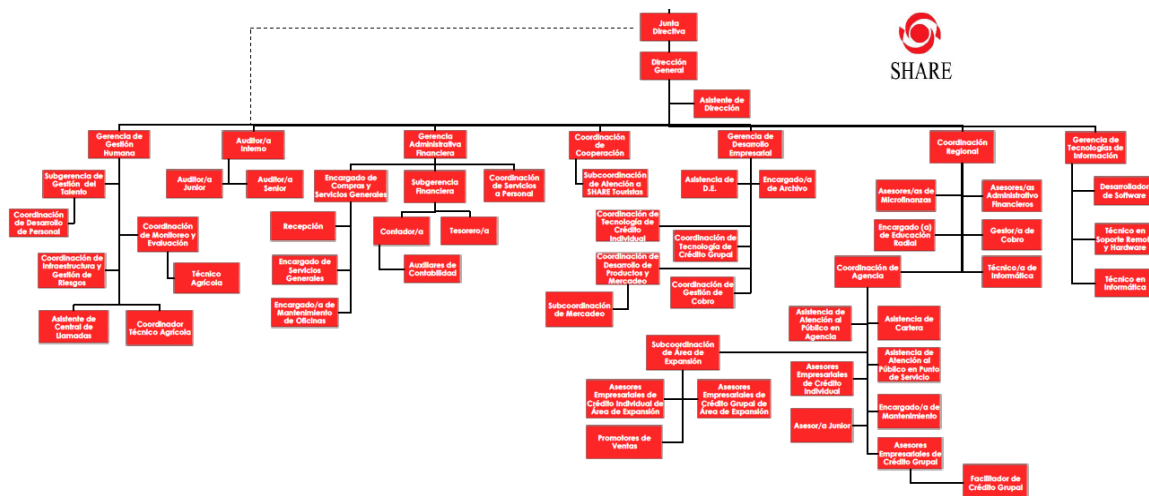 Junta
Directiva
SHARE
Dirección
General
Asistente de
Dirección
Gerencia de
Gestión
Humana
Auditor/a
Interno
Gerencia
Administrativa
Financiera
Coordinación
de
Cooperación
Gerencia de
Desarrollo
Empresarial
Coordinación
Regional
Gerencia de
Tecnologías de
Información
Subgerencia de
Gestión del
Talento
Auditor/a
Junior
Auditor/a
Senior
Encargado de
Compras y
Servicios Generales
Subgerencia
Financiera
Coordinación
de Servicios
a Personal
Subcoordinación
de Atención a
SHARE Touristas
Asistencia de
D.E.
Encargado/a
de Archivo
Asesores/as de
Microfinanzas
Asesores/as
Administrativo
Financieros
Desarrollador
de Software
Coordinación
de Desarrollo
de Personal
Coordinación
de Monitoreo y
Evaluación
Recepción
Contador/a
Tesorero/a
Coordinación de
Tecnología de
Crédito
Individual
Coordinación de
Tecnología de
Crédito Grupal
Encargado (a)
de Educación
Radial
Gestor/a de
Cobro
Técnico en
Soporte Remoto
y Hardware
Coordinación de
Infraestructura y
Gestión de
Riesgos
Técnico
Agrícola
Encargado de
Servicios
Generales
Auxiliares de
Contabilidad
Coordinación
de Desarrollo de
Productos y
Mercadeo
Coordinación de
Gestión de
Cobro
Coordinación de
Agencia
Técnico/a de
Informática
Técnico en
Informática
Asistente de
Central de
Llamadas
Coordinador
Técnico Agrícola
Encargado/a de
Mantenimiento
de Oficinas
Subcoordinación
de Mercadeo
Asistencia de
Atención al
Público en
Agencia
Asistencia de
Cartera
Subcoordinación
de Área de
Expansión
Asesores
Empresariales
de Crédito
Individual
Asistencia de
Atención al
Público en Punto
de Servicio
Asesores
Empresariales de
Crédito Individual de
Área de Expansión
Asesores
Empresariales de
Crédito Grupal de
Área de Expansión
Asesor/a Junior
Encargado/a de
Mantenimiento
Promotores de
Ventas
Asesores
Empresariales de
Crédito Grupal
Facilitador de
Crédito Grupal